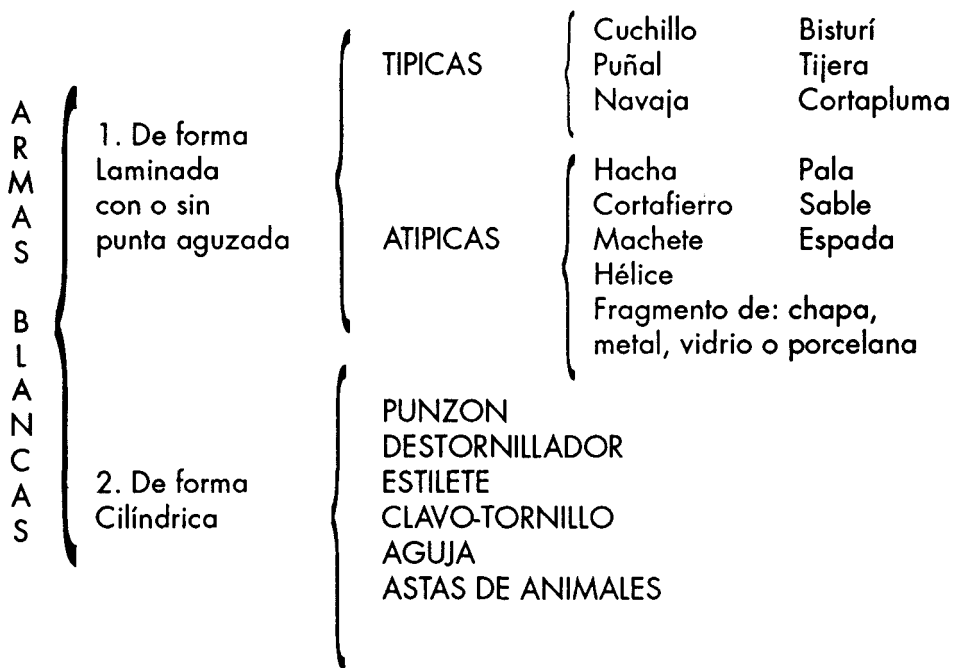 ARMAS BLANCAS
1. De forma
Laminada
con o sin
punta aguzada
TIPICAS
Cuchillo Bisturí
Puñal Tijera
Navaja Cortapluma
ATIPICAS
Hacha Pala
Cortafierro Sable
Machete Espada
Hélice
Fragmento de: chapa,
metal, vidrio o porcelana
2. De forma
Cilíndrica
PUNZON
DESTORNILLADOR
ESTILETE
CLAVO-TORNILLO
AGUJA
ASTAS DE ANIMALES